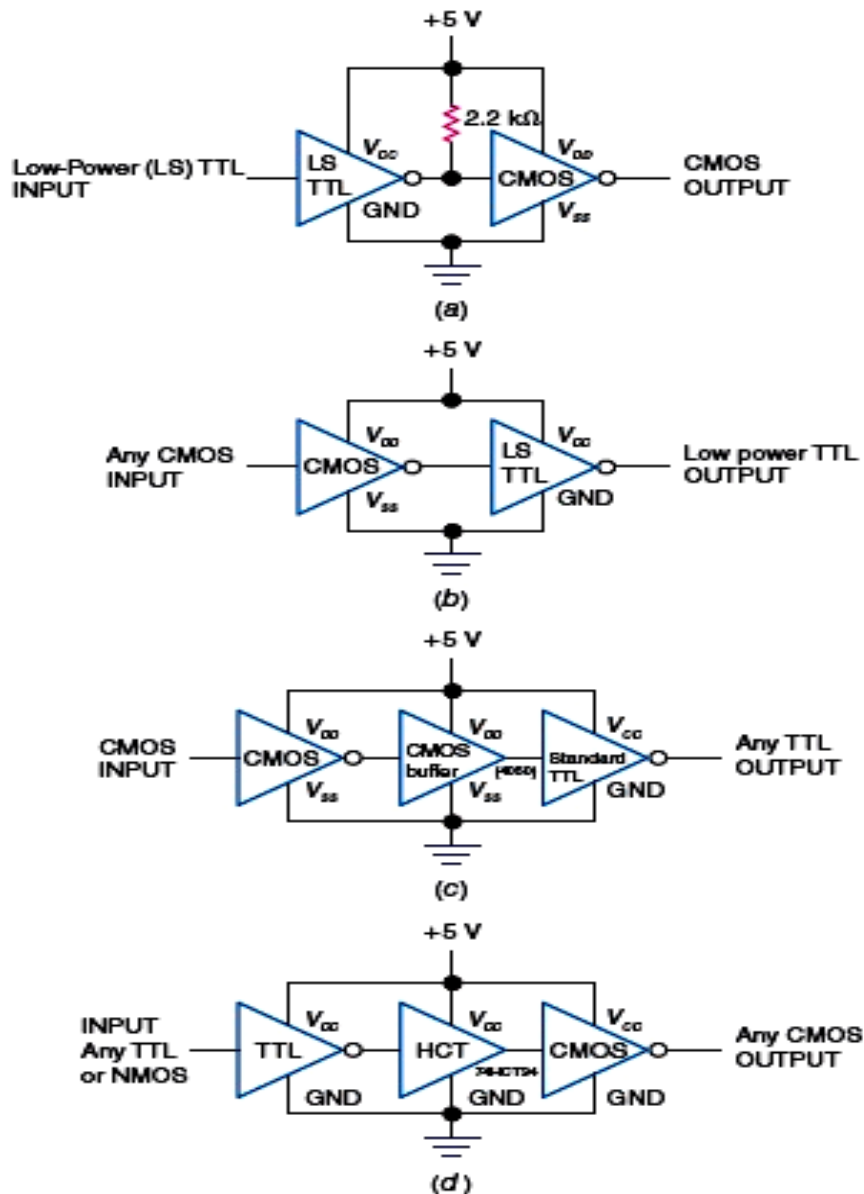 +5 V
2.2 kΩ
Low-Power (LS) TTL
INPUT
LS
TTL
VCC
GND
CMOS
VDD
VSS
CMOS
OUTPUT
(a)
+5 V
Any CMOS
INPUT
CMOS
VDD
VSS
LS
TTL
VCC
GND
Low power TTL
OUTPUT
(b)
+5 V
CMOS
INPUT
CMOS
VDD
VSS
CMOS
buffer
VDD
VSS
(4050)
Standard
TTL
VCC
GND
Any TTL
OUTPUT
(c)
+5 V
INPUT
Any TTL
or NMOS
TTL
VCC
GND
HCT
VCC
GND
74HCT34
CMOS
VCC
GND
Any CMOS
OUTPUT
(d)